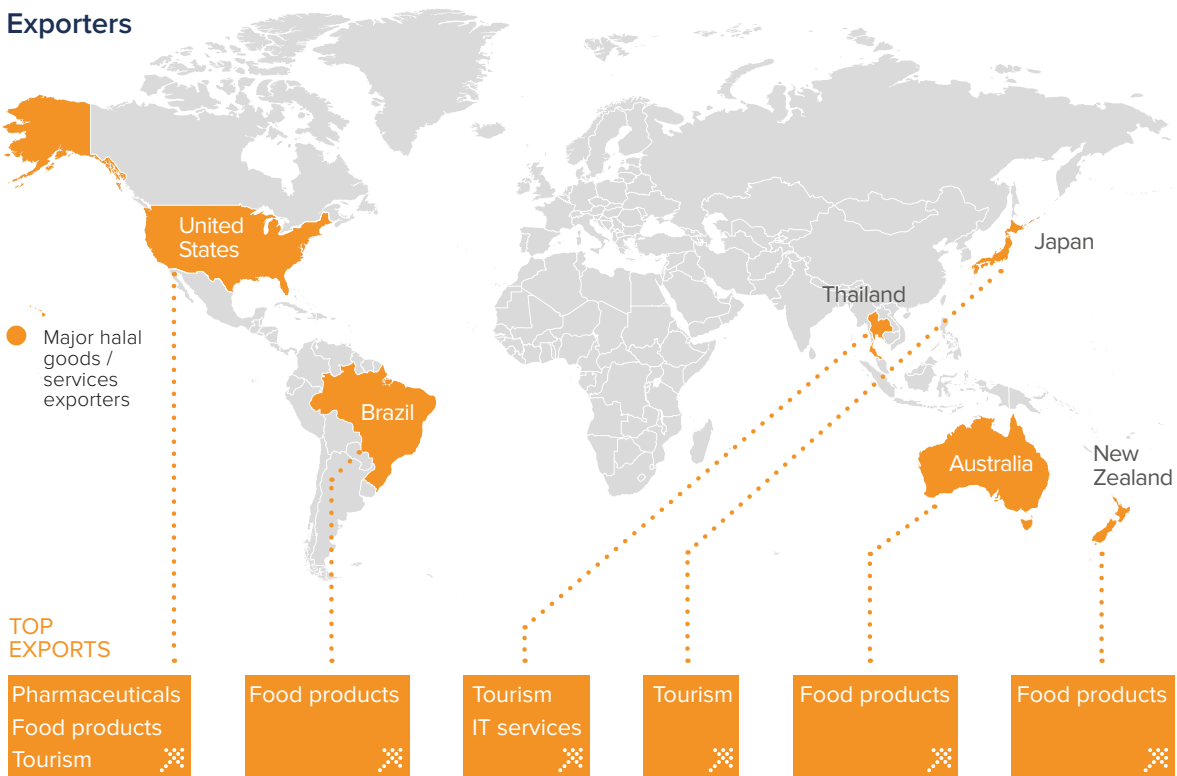 Exporters
United
States
Japan
Thailand
Major halal
goods /
services
exporters
Brazil
Australia
New
Zealand
TOP
EXPORTS
Pharmaceuticals
Food products
Tourism
Food products
Tourism
IT services
Tourism
Food products
Food products